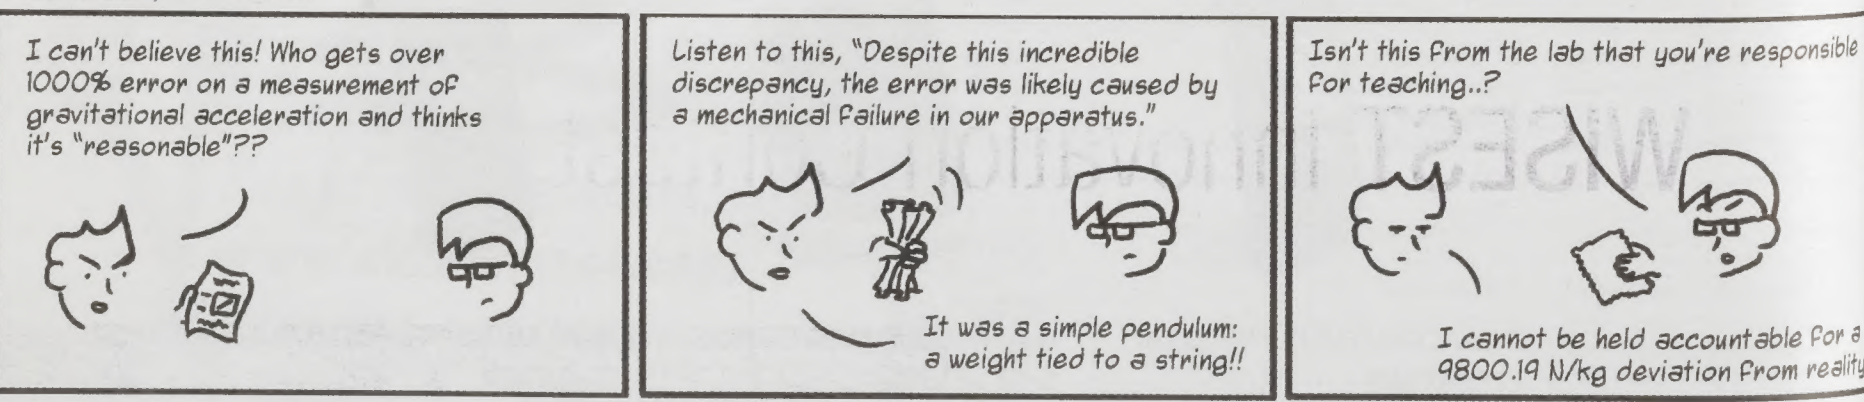 I can't believe this! Who gets over
1000% error on a measurement of
gravitational acceleration and thinks
it's "reasonable"??
Listen to this, "Despite this incredible
discrepancy, the error was likely caused by
a mechanical failure in our apparatus."
It was a simple pendulum:
a weight tied to a string!!
Isn't this from the lab that you're responsible
for teaching..?
I cannot be held accountable for a
9800.19 N/kg deviation from reality
WISEST Innovation